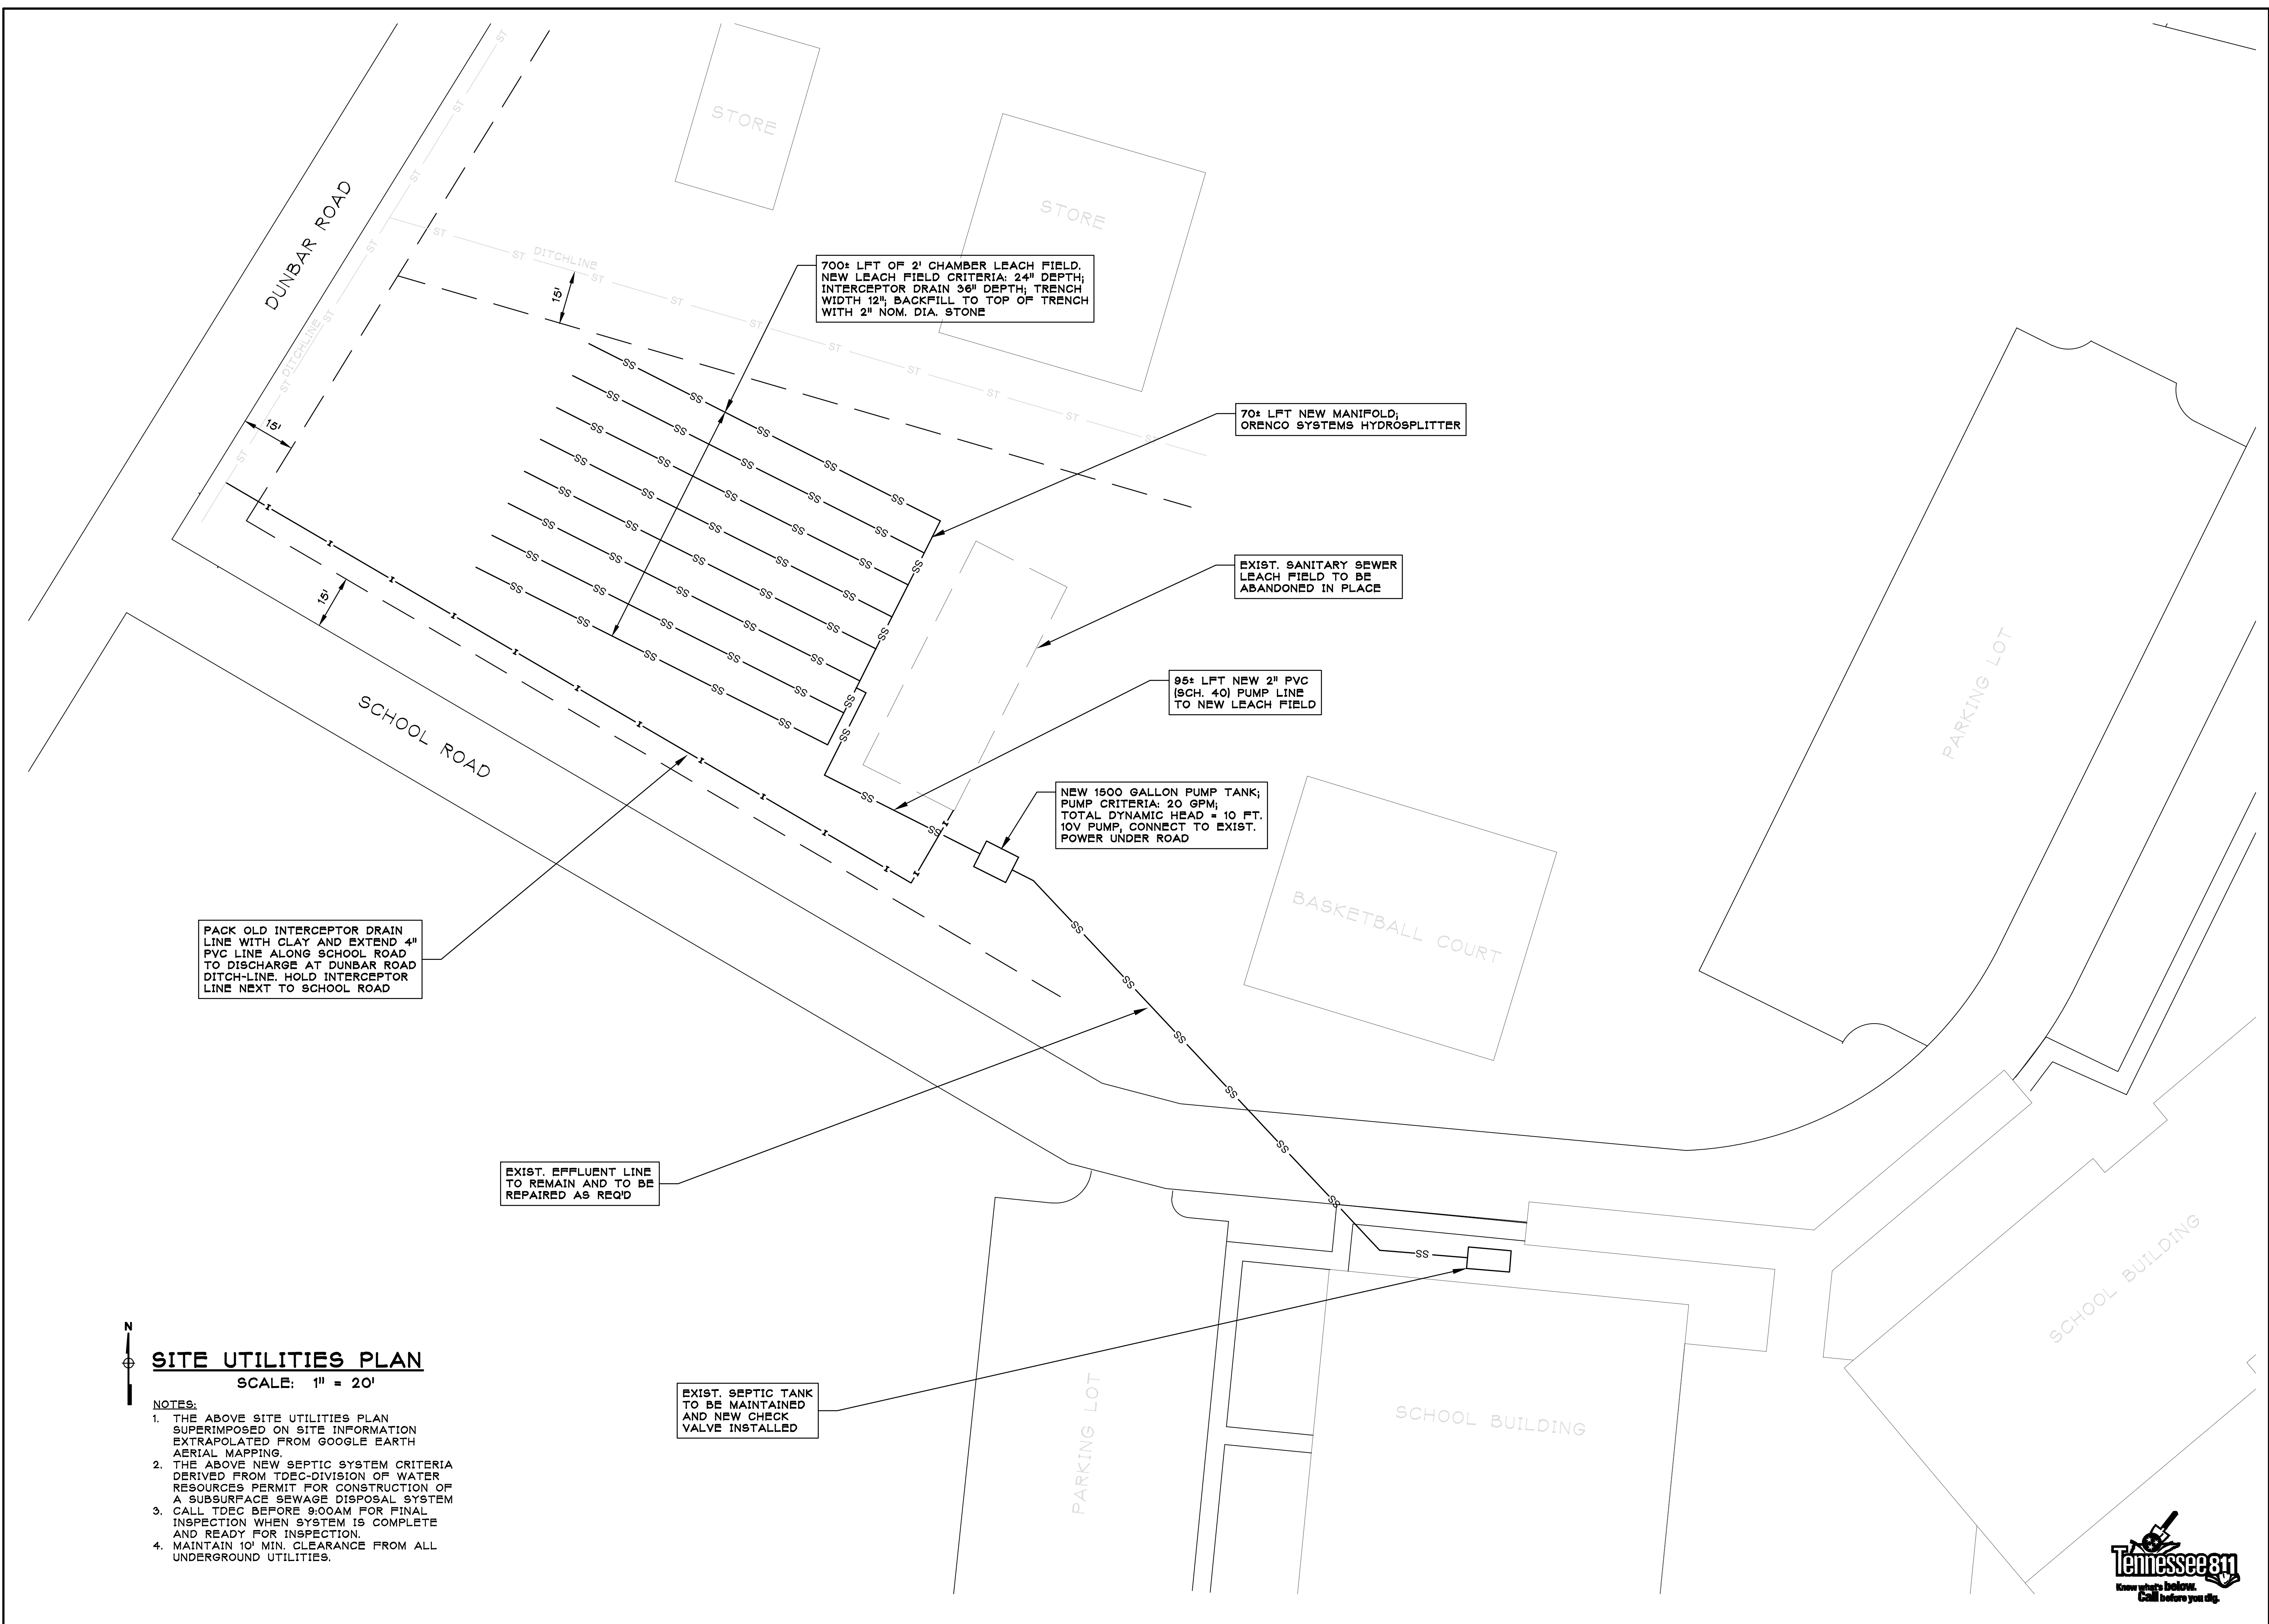 STORE
STORE
DUNBAR ROAD
DITCHLINE
DITCHLINE
15'
15'
15'
SCHOOL ROAD
700± LFT OF 2' CHAMBER LEACH FIELD.
NEW LEACH FIELD CRITERIA: 24" DEPTH;
INTERCEPTOR DRAIN 36" DEPTH; TRENCH
WIDTH 12"; BACKFILL TO TOP OF TRENCH
WITH 2" NOM. DIA. STONE
70± LFT NEW MANIFOLD;
ORENCO SYSTEMS HYDROSPLITTER
EXIST. SANITARY SEWER
LEACH FIELD TO BE
ABANDONED IN PLACE
95± LFT NEW 2" PVC
(SCH. 40) PUMP LINE
TO NEW LEACH FIELD
NEW 1500 GALLON PUMP TANK;
PUMP CRITERIA: 20 GPM;
TOTAL DYNAMIC HEAD = 10 FT.
10V PUMP, CONNECT TO EXIST.
POWER UNDER ROAD
PARKING LOT
BASKETBALL COURT
PACK OLD INTERCEPTOR DRAIN
LINE WITH CLAY AND EXTEND 4"
PVC LINE ALONG SCHOOL ROAD
TO DISCHARGE AT DUNBAR ROAD
DITCH-LINE. HOLD INTERCEPTOR
LINE NEXT TO SCHOOL ROAD
EXIST. EFFLUENT LINE
TO REMAIN AND TO BE
REPAIRED AS REQ'D
EXIST. SEPTIC TANK
TO BE MAINTAINED
AND NEW CHECK
VALVE INSTALLED
PARKING LOT
SCHOOL BUILDING
SCHOOL BUILDING
N
SITE UTILITIES PLAN
SCALE: 1" = 20'
NOTES:
1. THE ABOVE SITE UTILITIES PLAN
SUPERIMPOSED ON SITE INFORMATION
EXTRAPOLATED FROM GOOGLE EARTH
AERIAL MAPPING.
2. THE ABOVE NEW SEPTIC SYSTEM CRITERIA
DERIVED FROM TDEC-DIVISION OF WATER
RESOURCES PERMIT FOR CONSTRUCTION OF
A SUBSURFACE SEWAGE DISPOSAL SYSTEM
3. CALL TDEC BEFORE 9:00AM FOR FINAL
INSPECTION WHEN SYSTEM IS COMPLETE
AND READY FOR INSPECTION.
4. MAINTAIN 10' MIN. CLEARANCE FROM ALL
UNDERGROUND UTILITIES.
Tennessee 811
Know what's below.
Call before you dig.